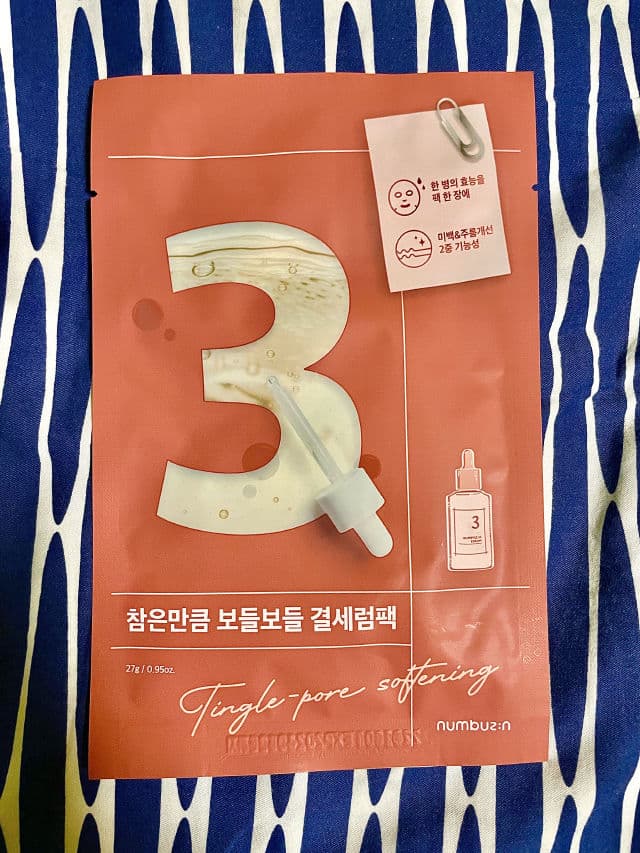 한 병의 효능을
팩 한 장에
미백&주름개선
2중 기능성
3
3
참은만큼 보들보들 결세럼팩
27g / 0.95oz.
Tingle-pore softening
numbuz:n